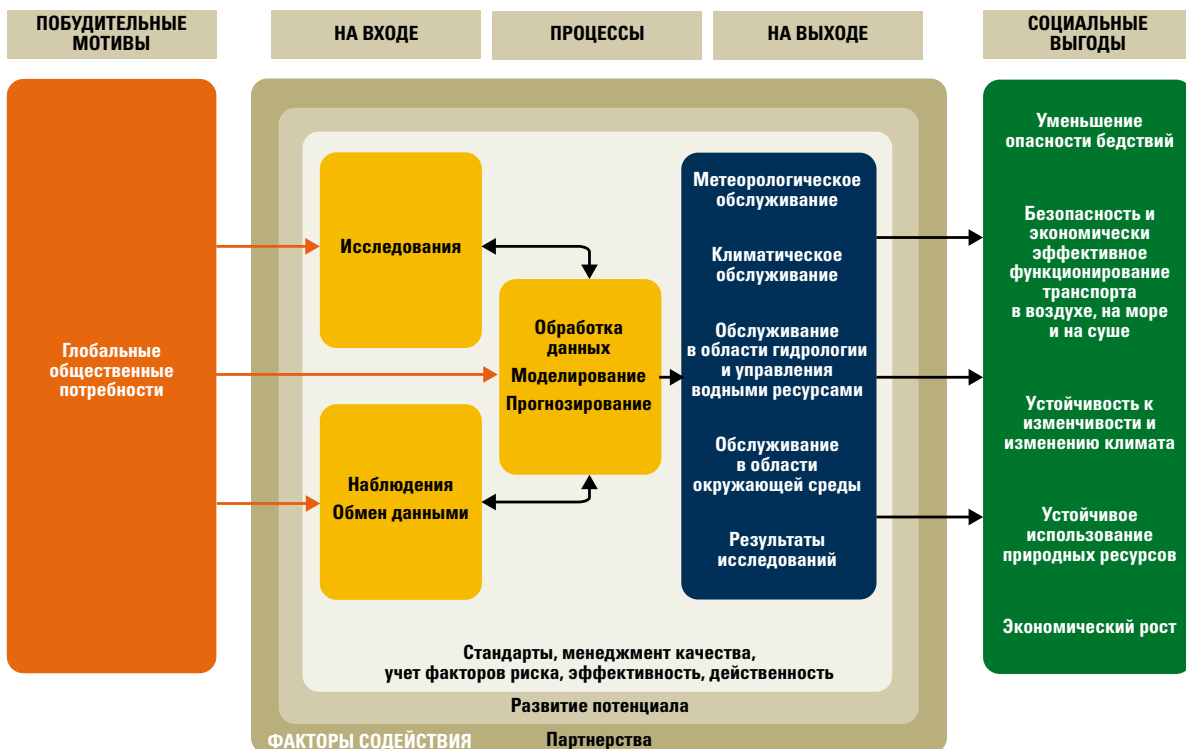 ПОБУДИТЕЛЬНЫЕ
МОТИВЫ
НА ВХОДЕ
ПРОЦЕССЫ
НА ВЫХОДЕ
СОЦИАЛЬНЫЕ
ВЫГОДЫ
Глобальные
общественные
потребности
Исследования
Наблюдения
Обмен данными
Обработка
данных
Моделирование
Прогнозирование
Метеорологическое
обслуживание
Климатическое
обслуживание
Обслуживание
в области гидрологии
и управления
водными ресурсами
Обслуживание
в области
окружающей среды
Результаты
исследований
Уменьшение
опасности бедствий
Безопасность и
экономически
эффективное
функционирование
транспорта
в воздухе, на море
и на суше
Устойчивость к
изменчивости и
изменению климата
Устойчивое
использование
природных ресурсов
Экономический рост
Стандарты, менеджмент качества,
учет факторов риска, эффективность, действенность
Развитие потенциала
ФАКТОРЫ СОДЕЙСТВИЯ
Партнерства